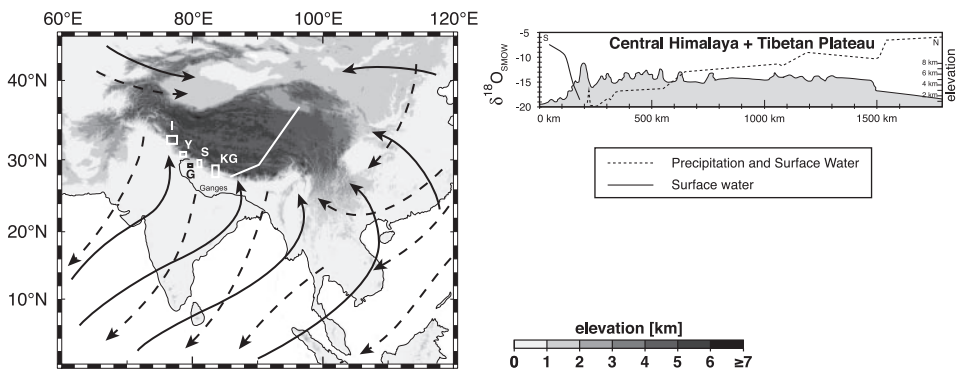 60°E 80°E 100°E 120°E
40°N
30°N
20°N
10°N
I
Y
S
KG
G
Ganges
-5
-10
-15
-20
δ¹⁸O SMOW
S
Central Himalaya + Tibetan Plateau
N
8 km
6 km
4 km
2 km
elevation
0 km 500 km 1000 km 1500 km
Precipitation and Surface Water
Surface water
elevation [km]
0 1 2 3 4 5 6 ≥7